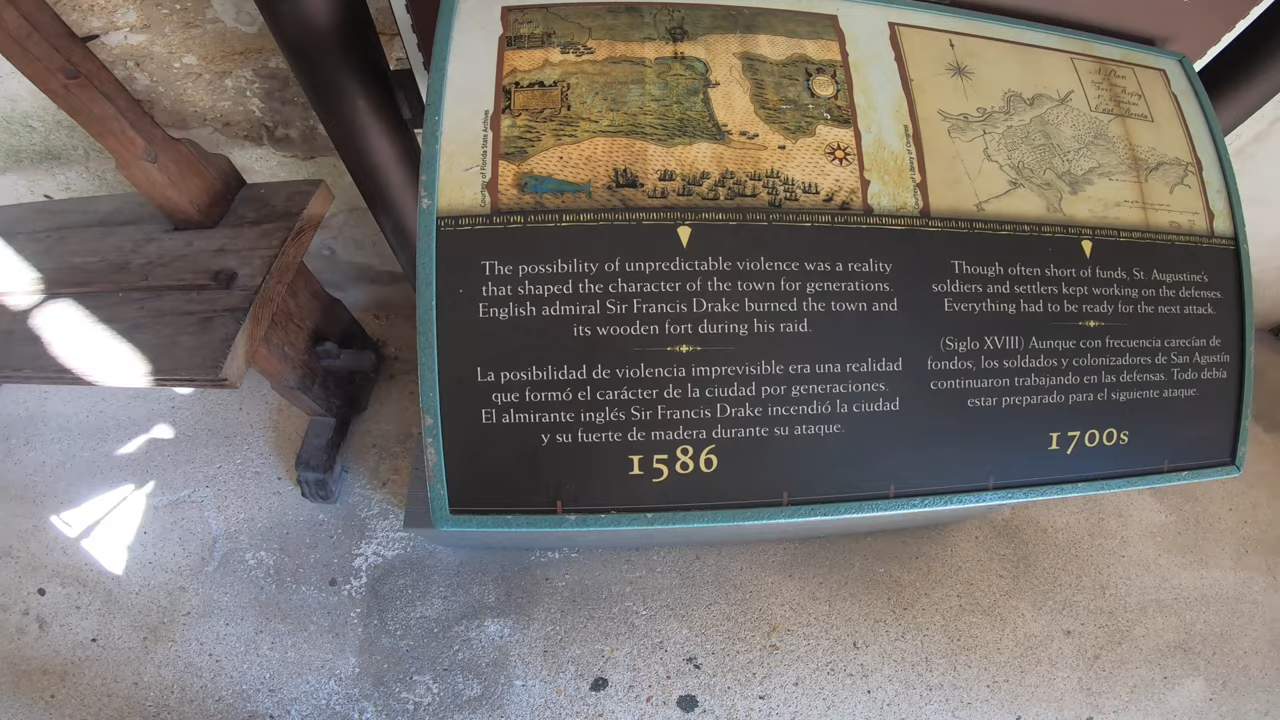 Courtesy of Florida State Archives
Courtesy of Library of Congress
A Plan
The possibility of unpredictable violence was a reality
that shaped the character of the town for generations.
English admiral Sir Francis Drake burned the town and
its wooden fort during his raid.
La posibilidad de violencia imprevisible era una realidad
que formó el carácter de la ciudad por generaciones.
El almirante inglés Sir Francis Drake incendió la ciudad
y su fuerte de madera durante su ataque.
1586
Though often short of funds, St. Augustine's
soldiers and settlers kept working on the defenses.
Everything had to be ready for the next attack.
(Siglo XVIII) Aunque con frecuencia carecían de
fondos, los soldados y colonizadores de San Agustín
continuaron trabajando en las defensas. Todo debía
estar preparado para el siguiente ataque.
1700s